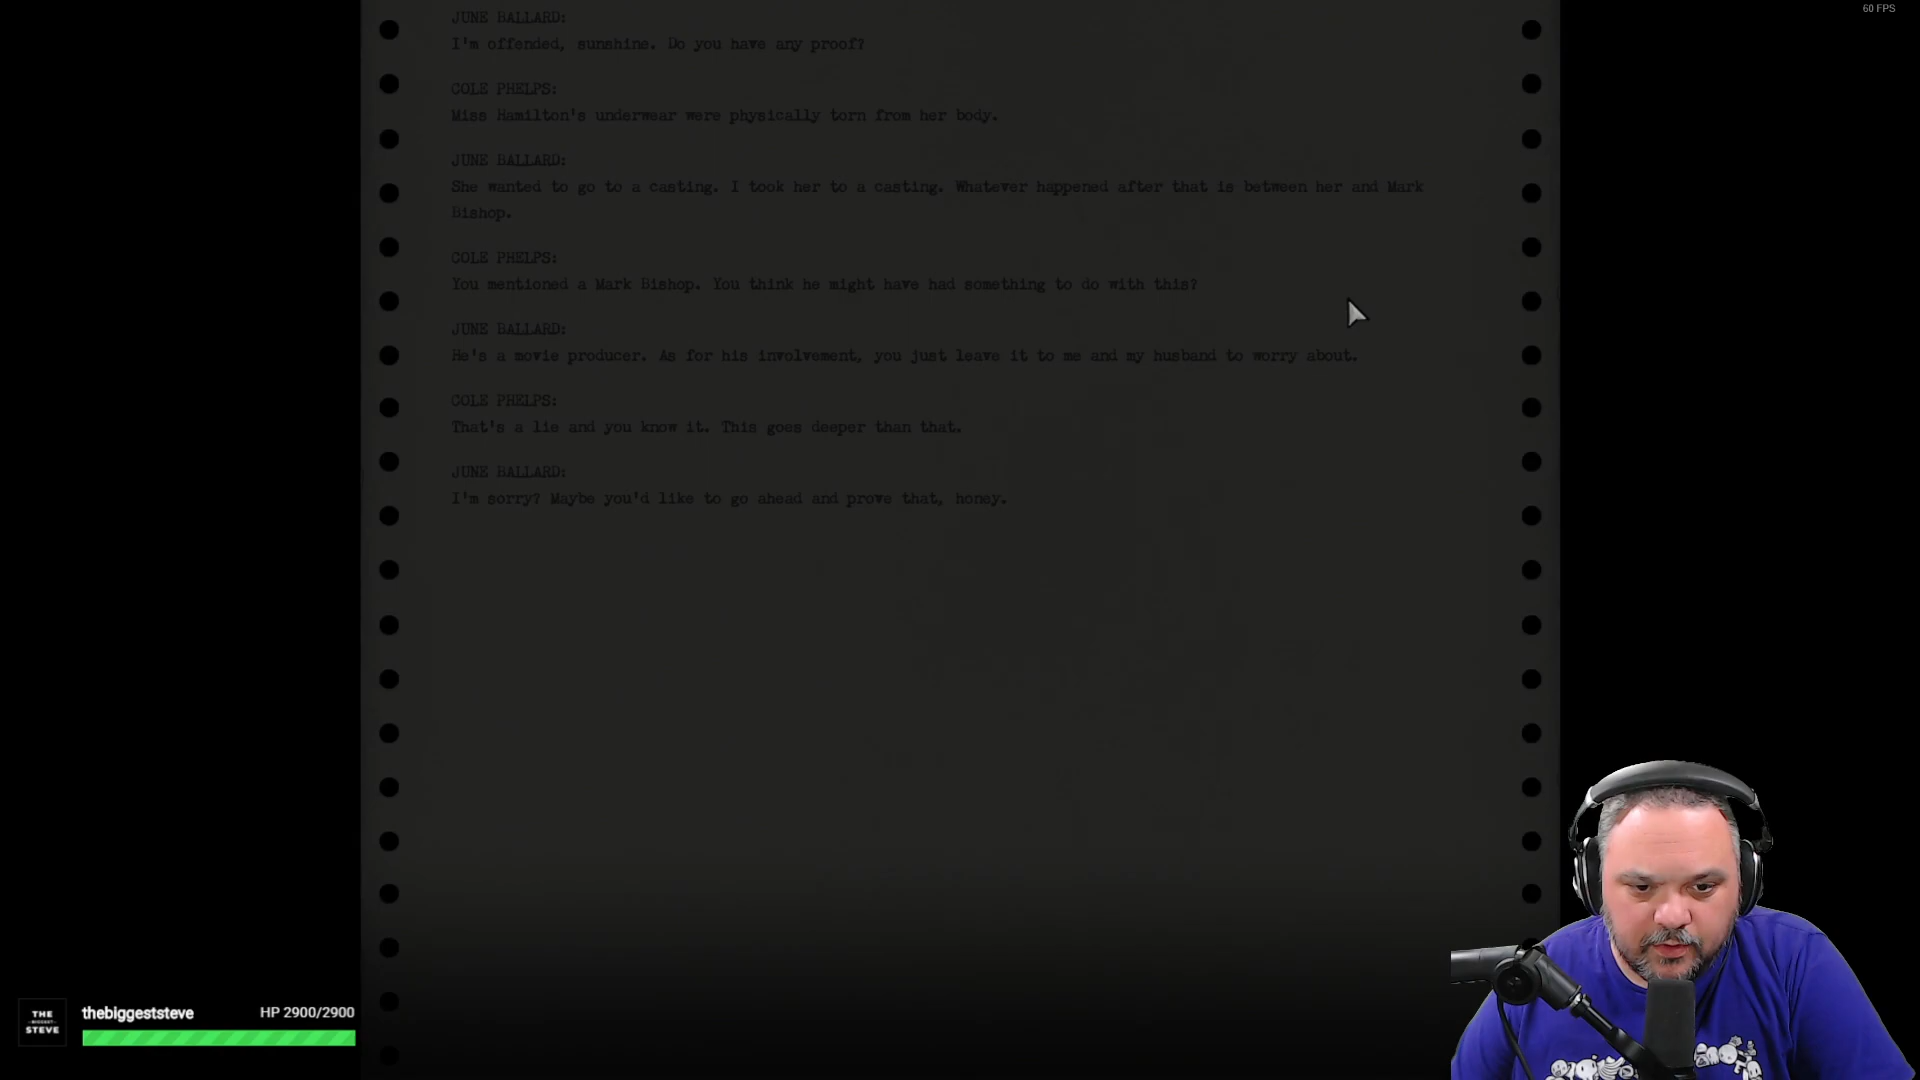 60 FPS
JUNE BALLARD:
I'm offended, sunshine. Do you have any proof?
COLE PHELPS:
Miss Hamilton's underwear were physically torn from her body.
JUNE BALLARD:
She wanted to go to a casting. I took her to a casting. Whatever happened after that is between her and Mark
Bishop.
COLE PHELPS:
You mentioned a Mark Bishop. You think he might have had something to do with this?
JUNE BALLARD:
He's a movie producer. As for his involvement, you just leave it to me and my husband to worry about.
COLE PHELPS:
That's a lie and you know it. This goes deeper than that.
JUNE BALLARD:
I'm sorry? Maybe you'd like to go ahead and prove that, honey.
THE
BIGGEST
STEVE
thebiggeststeve HP 2900/2900